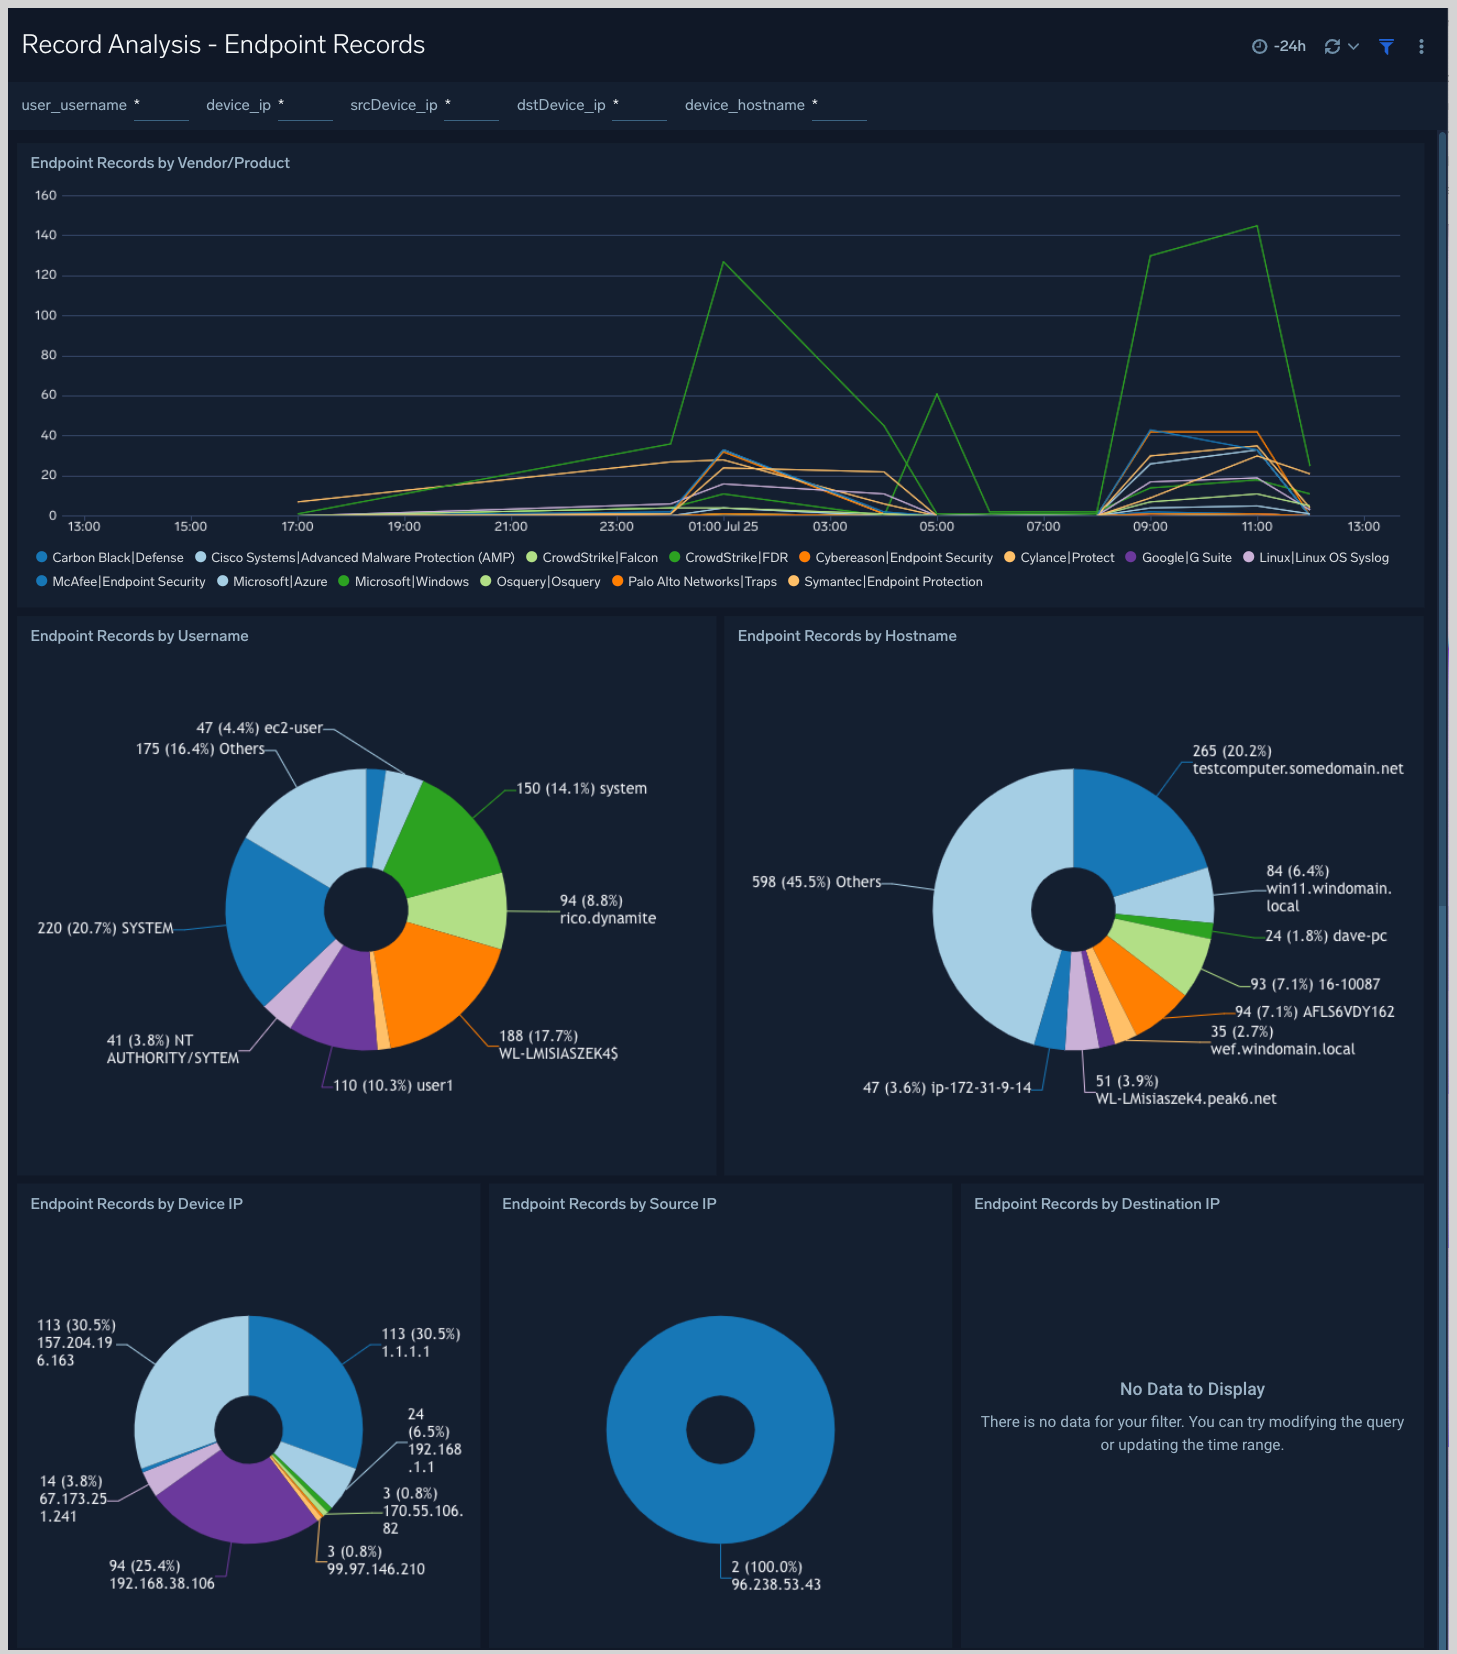 Record Analysis - Endpoint Records
-24h
user_username * device_ip * srcDevice_ip * dstDevice_ip * device_hostname *
Endpoint Records by Vendor/Product
160
140
120
100
80
60
40
20
0
13:00 15:00 17:00 19:00 21:00 23:00 01:00 Jul 25 03:00 05:00 07:00 09:00 11:00 13:00
Carbon Black|Defense Cisco Systems|Advanced Malware Protection (AMP) CrowdStrike|Falcon CrowdStrike|FDR Cybereason|Endpoint Security Cylance|Protect Google|G Suite Linux|Linux OS Syslog
McAfee|Endpoint Security Microsoft|Azure Microsoft|Windows Osquery|Osquery Palo Alto Networks|Traps Symantec|Endpoint Protection
Endpoint Records by Username
47 (4.4%) ec2-user
175 (16.4%) Others
150 (14.1%) system
94 (8.8%)
rico.dynamite
220 (20.7%) SYSTEM
188 (17.7%)
WL-LMISIASZEK4$
41 (3.8%) NT
AUTHORITY/SYTEM
110 (10.3%) user1
Endpoint Records by Hostname
265 (20.2%)
testcomputer.somedomain.net
84 (6.4%)
win11.windomain.
local
598 (45.5%) Others
24 (1.8%) dave-pc
93 (7.1%) 16-10087
94 (7.1%) AFLS6VDY162
35 (2.7%)
wef.windomain.local
51 (3.9%)
WL-LMisiaszek4.peak6.net
47 (3.6%) ip-172-31-9-14
Endpoint Records by Device IP
113 (30.5%)
157.204.19
6.163
113 (30.5%)
1.1.1.1
24
(6.5%)
192.168
.1.1
14 (3.8%)
67.173.25
1.241
3 (0.8%)
170.55.106.
82
3 (0.8%)
99.97.146.210
94 (25.4%)
192.168.38.106
Endpoint Records by Source IP
2 (100.0%)
96.238.53.43
Endpoint Records by Destination IP
No Data to Display
There is no data for your filter. You can try modifying the query
or updating the time range.